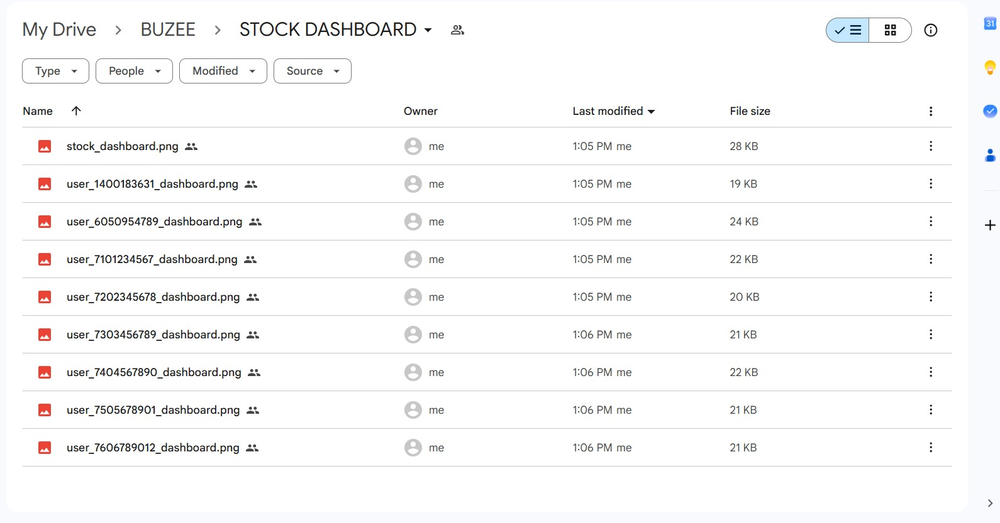 My Drive > BUZEE > STOCK DASHBOARD
31
Type People Modified Source
Name Owner Last modified File size
stock_dashboard.png me 1:05 PM me 28 KB
user_1400183631_dashboard.png me 1:05 PM me 19 KB
user_6050954789_dashboard.png me 1:05 PM me 24 KB
user_7101234567_dashboard.png me 1:05 PM me 22 KB
user_7202345678_dashboard.png me 1:05 PM me 20 KB
user_7303456789_dashboard.png me 1:06 PM me 21 KB
user_7404567890_dashboard.png me 1:06 PM me 22 KB
user_7505678901_dashboard.png me 1:06 PM me 21 KB
user_7606789012_dashboard.png me 1:06 PM me 21 KB